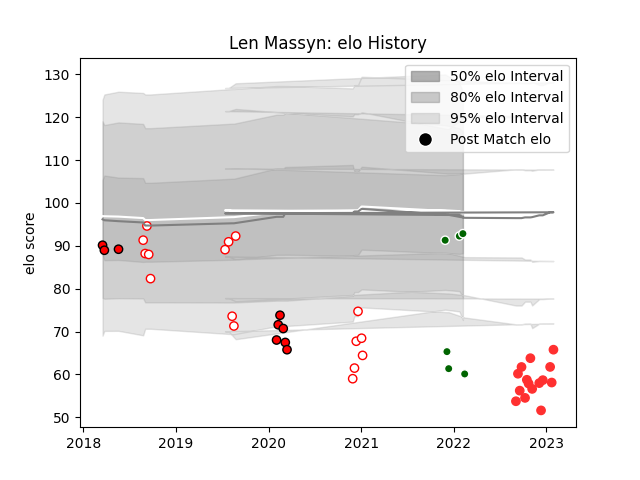 Len Massyn: elo History
130
120
110
100
90
80
70
60
50
elo score
50% elo Interval
80% elo Interval
95% elo Interval
Post Match elo
2018
2019
2020
2021
2022
2023